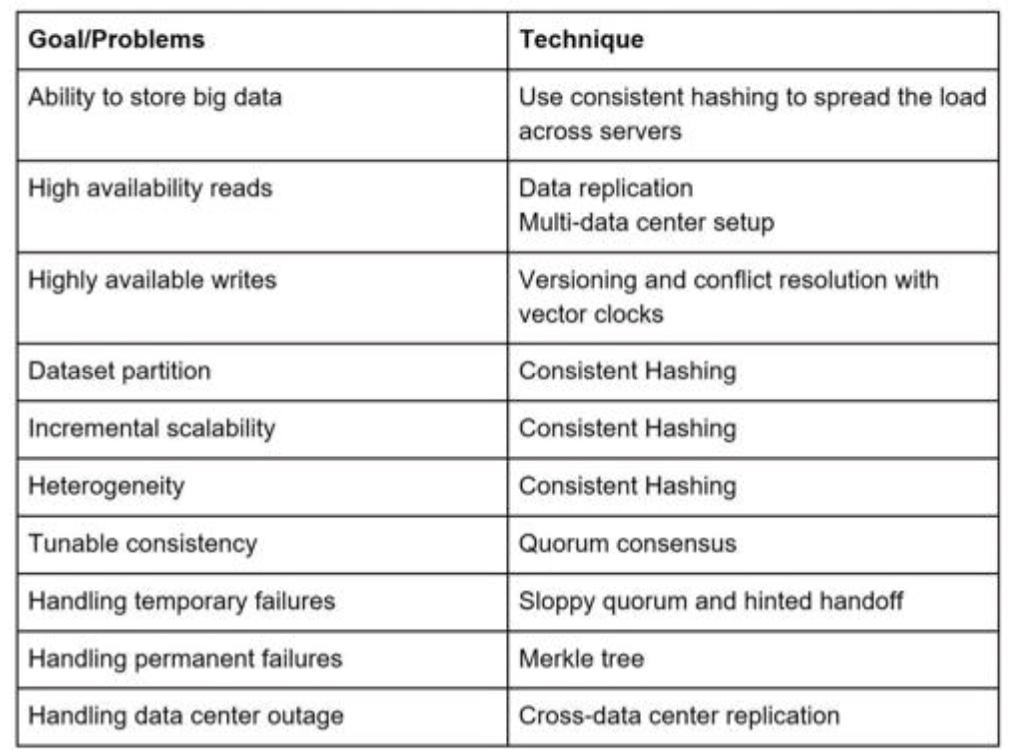 Goal/Problems Technique
Ability to store big data Use consistent hashing to spread the load
across servers
High availability reads Data replication
Multi-data center setup
Highly available writes Versioning and conflict resolution with
vector clocks
Dataset partition Consistent Hashing
Incremental scalability Consistent Hashing
Heterogeneity Consistent Hashing
Tunable consistency Quorum consensus
Handling temporary failures Sloppy quorum and hinted handoff
Handling permanent failures Merkle tree
Handling data center outage Cross-data center replication